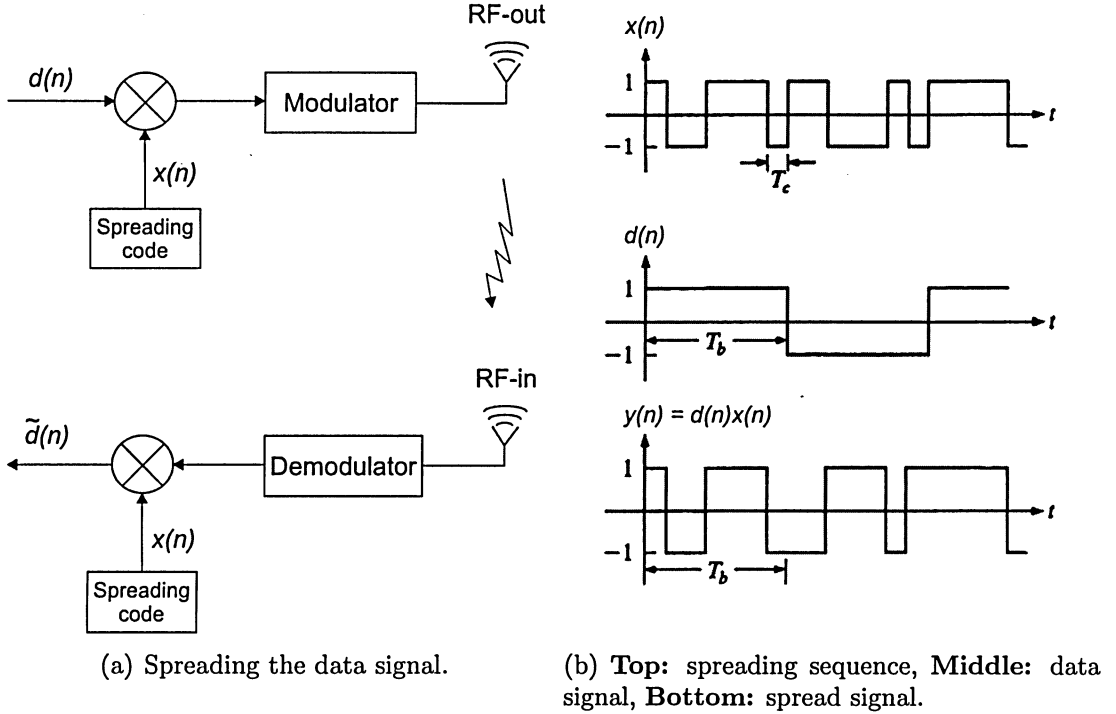 RF-out
d(n)
Modulator
x(n)
Spreading
code
RF-in
d̃(n)
Demodulator
x(n)
Spreading
code
(a) Spreading the data signal.
x(n)
1
t
−1
T_c
d(n)
1
t
T_b
−1
y(n) = d(n)x(n)
1
t
−1
T_b
(b) Top: spreading sequence, Middle: data
signal, Bottom: spread signal.